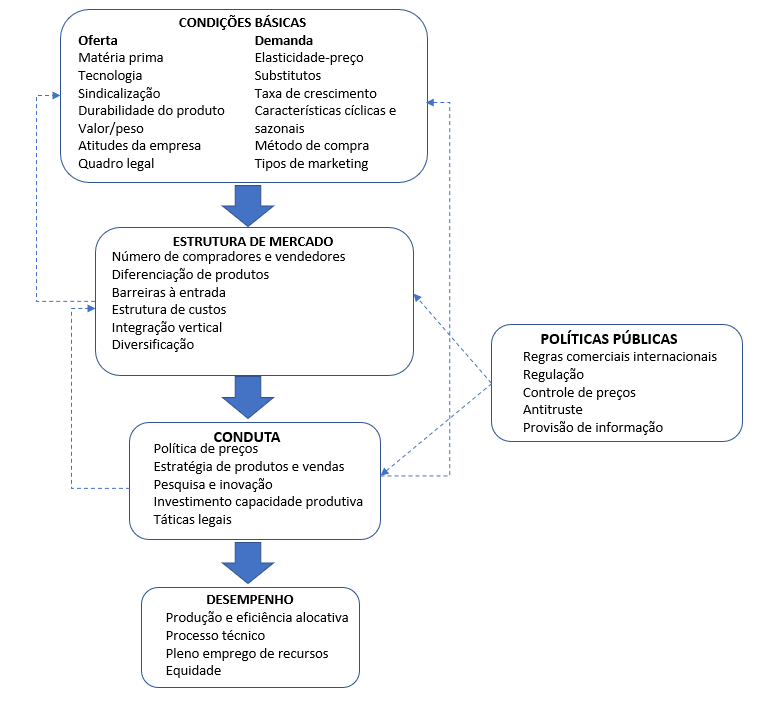 CONDIÇÕES BÁSICAS
Oferta
Matéria prima
Tecnologia
Sindicalização
Durabilidade do produto
Valor/peso
Atitudes da empresa
Quadro legal
Demanda
Elasticidade-preço
Substitutos
Taxa de crescimento
Características cíclicas e
sazonais
Método de compra
Tipos de marketing
ESTRUTURA DE MERCADO
Número de compradores e vendedores
Diferenciação de produtos
Barreiras à entrada
Estrutura de custos
Integração vertical
Diversificação
POLÍTICAS PÚBLICAS
Regras comerciais internacionais
Regulação
Controle de preços
Antitruste
Provisão de informação
CONDUTA
Política de preços
Estratégia de produtos e vendas
Pesquisa e inovação
Investimento capacidade produtiva
Táticas legais
DESEMPENHO
Produção e eficiência alocativa
Processo técnico
Pleno emprego de recursos
Equidade